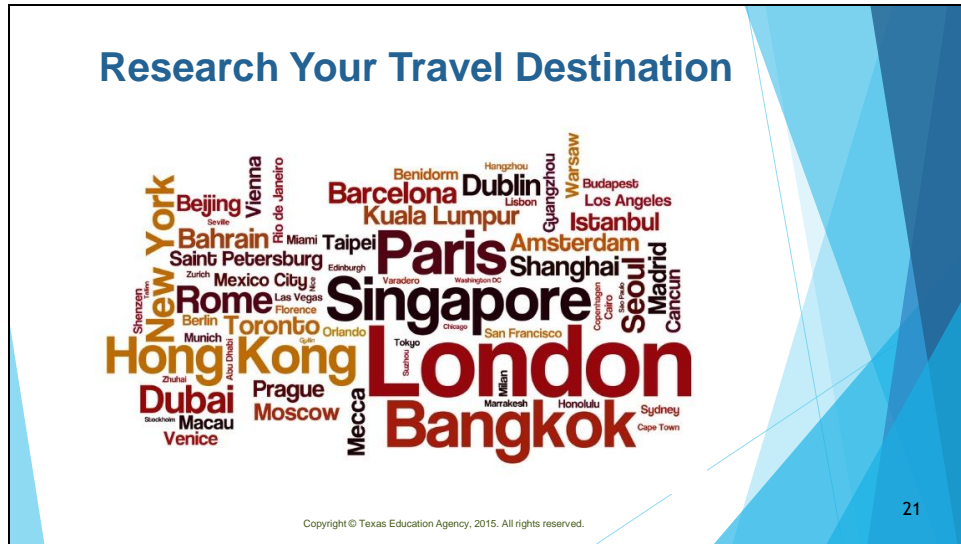 Research Your Travel Destination
New York
Beijing
Seville
Vienna
Rio de Janeiro
Benidorm
Hangzhou
Barcelona
Dublin
Lisbon
Guangzhou
Warsaw
Budapest
Los Angeles
Kuala Lumpur
Istanbul
Bahrain
Miami
Taipei
Paris
Amsterdam
Saint Petersburg
Edinburgh
Shanghai
Seoul
Madrid
Cancun
Zurich
Mexico City
Nice
Varadero
Washington DC
Shenzen
Tallinn
Rome
Las Vegas
Florence
Singapore
Copenhagen
Cairo
Sao Paulo
Berlin
Toronto
Orlando
Chicago
San Francisco
Munich
Abu Dhabi
Guilin
Tokyo
Suzhou
Hong Kong
London
Zhuhai
Dubai
Prague
Mecca
Milan
Marrakesh
Honolulu
Stockholm
Macau
Moscow
Bangkok
Sydney
Cape Town
Venice
Copyright © Texas Education Agency, 2015. All rights reserved.
21